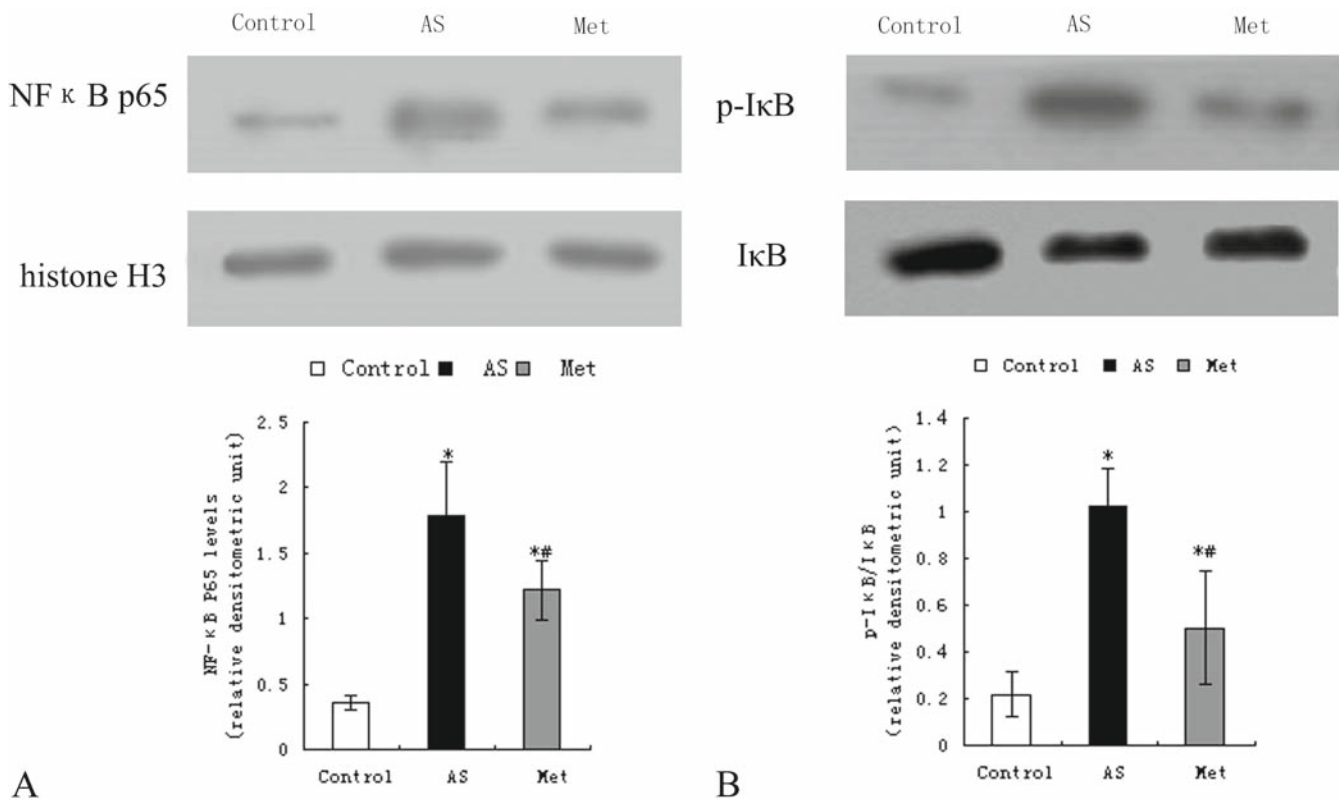 Control AS Met
NF κ B p65
histone H3
□ Control ■ AS ■ Met
NF-κB P65 levels
(relative densitometric unit)
2.5
2
1.5
1
0.5
0
*
*#
Control AS Met
A
Control AS Met
p-IκB
IκB
□ Control ■ AS ■ Met
p-IκB/IκB
(relative densitometric unit)
1.4
1.2
1
0.8
0.6
0.4
0.2
0
*
*#
Control AS Met
B